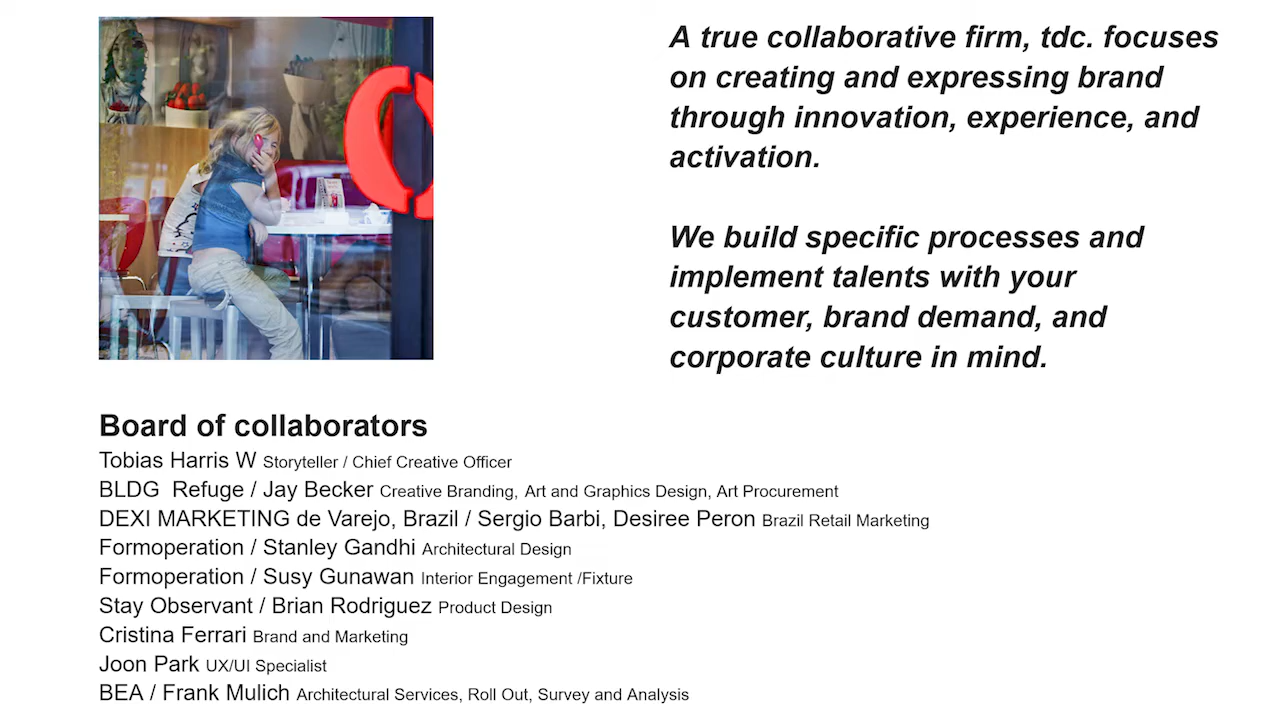 A true collaborative firm, tdc. focuses
on creating and expressing brand
through innovation, experience, and
activation.
We build specific processes and
implement talents with your
customer, brand demand, and
corporate culture in mind.
Board of collaborators
Tobias Harris W Storyteller / Chief Creative Officer
BLDG  Refuge / Jay Becker Creative Branding, Art and Graphics Design, Art Procurement
DEXI MARKETING de Varejo, Brazil / Sergio Barbi, Desiree Peron Brazil Retail Marketing
Formoperation / Stanley Gandhi Architectural Design
Formoperation / Susy Gunawan Interior Engagement /Fixture
Stay Observant / Brian Rodriguez Product Design
Cristina Ferrari Brand and Marketing
Joon Park UX/UI Specialist
BEA / Frank Mulich Architectural Services, Roll Out, Survey and Analysis